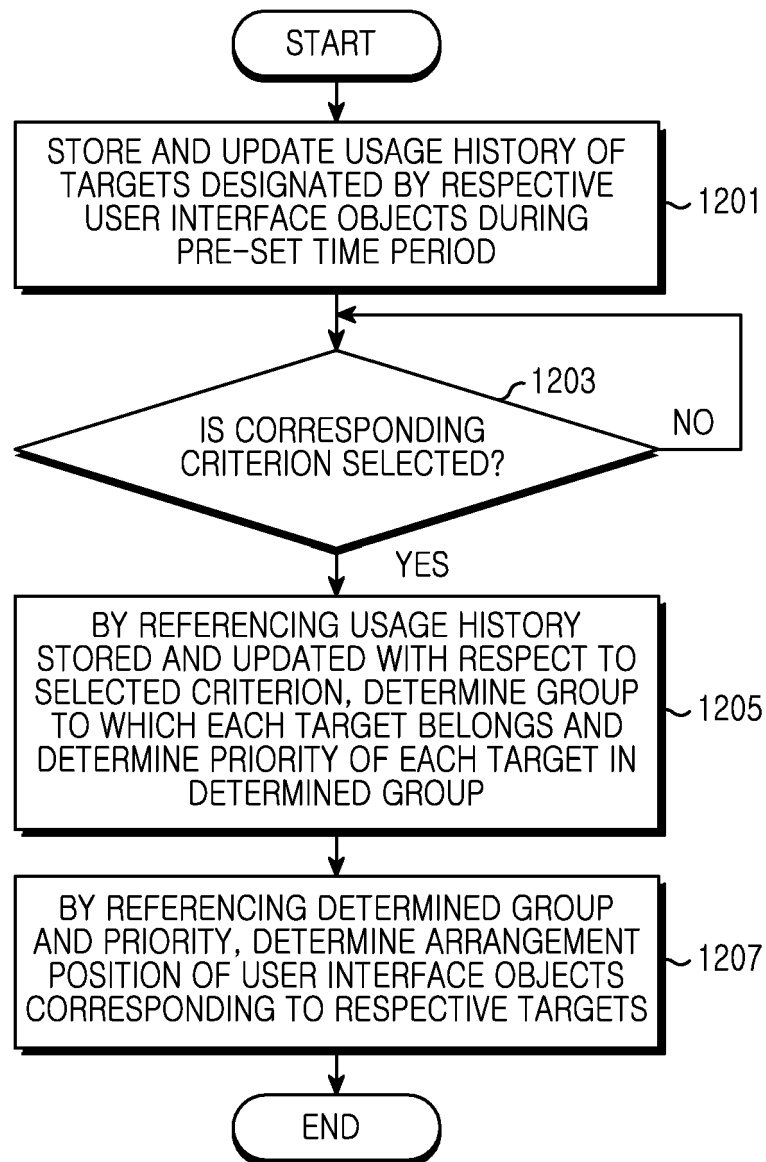 START
STORE AND UPDATE USAGE HISTORY OF
TARGETS DESIGNATED BY RESPECTIVE
USER INTERFACE OBJECTS DURING
PRE-SET TIME PERIOD
1201
1203
IS CORRESPONDING
CRITERION SELECTED?
NO
YES
BY REFERENCING USAGE HISTORY
STORED AND UPDATED WITH RESPECT TO
SELECTED CRITERION, DETERMINE GROUP
TO WHICH EACH TARGET BELONGS AND
DETERMINE PRIORITY OF EACH TARGET IN
DETERMINED GROUP
1205
BY REFERENCING DETERMINED GROUP
AND PRIORITY, DETERMINE ARRANGEMENT
POSITION OF USER INTERFACE OBJECTS
CORRESPONDING TO RESPECTIVE TARGETS
1207
END